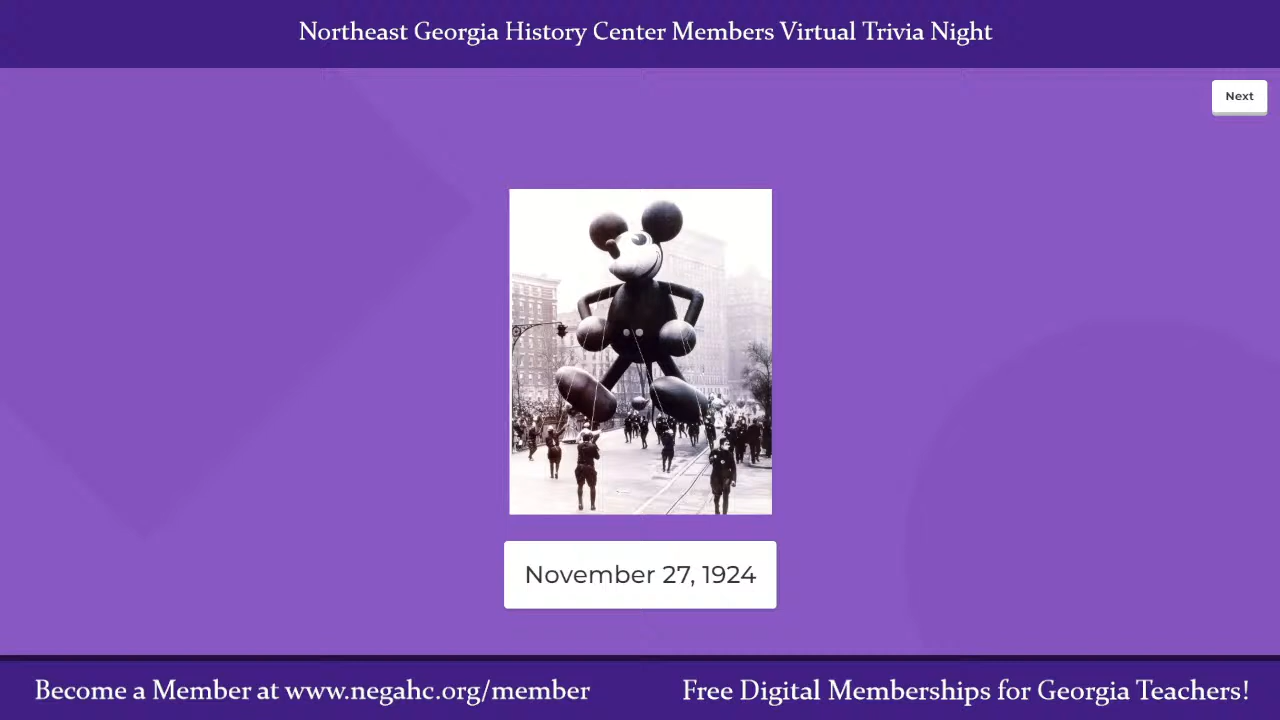 Northeast Georgia History Center Members Virtual Trivia Night
Next
November 27, 1924
Become a Member at www.negahc.org/member
Free Digital Memberships for Georgia Teachers!